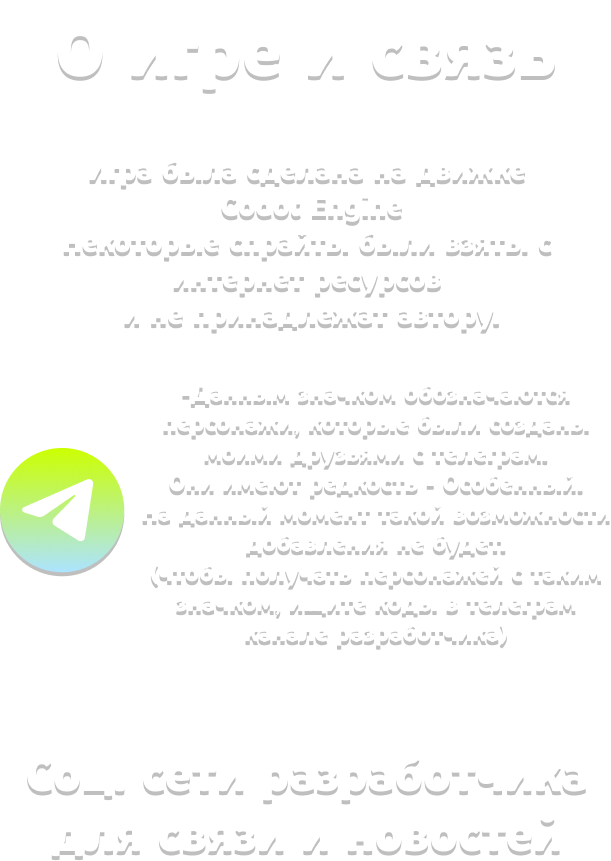 О игре и связь
игра была сделана на движке
Godot Engine
некоторые спрайты были взяты с
интернет ресурсов
и не принадлежат автору.
-Данным значком обозначаются
персонажи, которые были созданы
моими друзьями с телеграм.
Они имеют редкость - Особенный.
на данный момент такой возможности
добавления не будет.
(чтобы получать персонажей с таким
значком, ищите коды в телеграм
канале разработчика)
Соц. сети разработчика
для связи и новостей